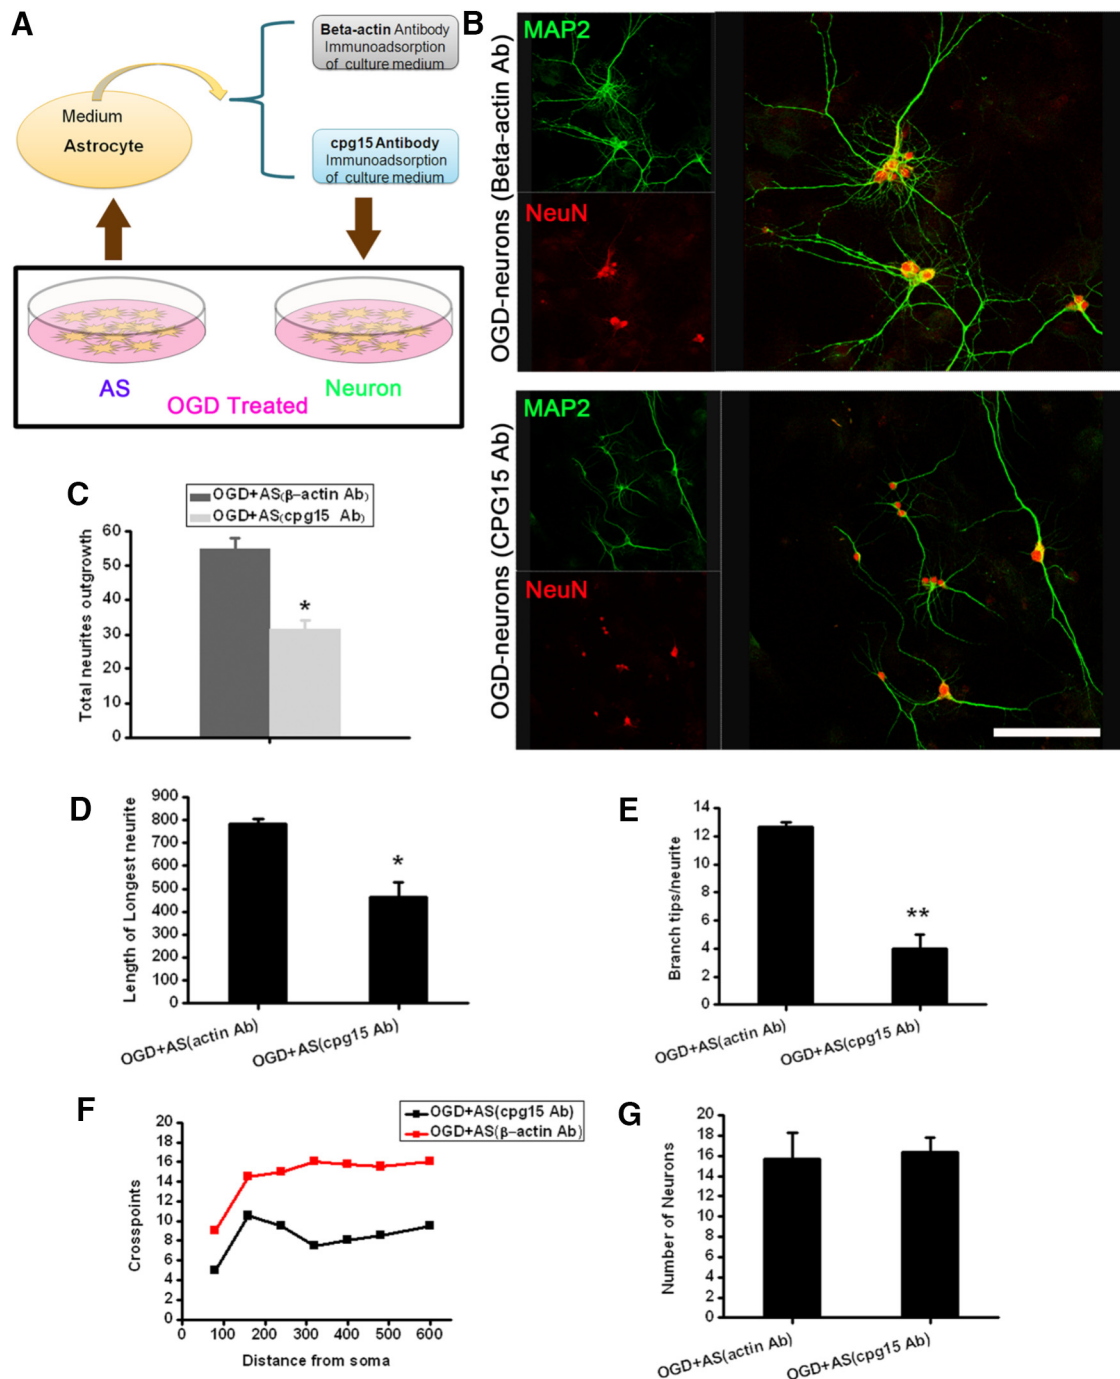 A
Beta-actin Antibody
Immunoadsorption
of culture medium
Medium
Astrocyte
cpg15 Antibody
Immunoadsorption
of culture medium
AS
Neuron
OGD Treated
B
OGD-neurons (Beta-actin Ab)
MAP2
NeuN
OGD-neurons (CPG15 Ab)
MAP2
NeuN
C
OGD+AS(β-actin Ab)
OGD+AS(cpg15 Ab)
Total neurites outgrowth
60
50
40
30
20
10
0
*
D
Length of Longest neurite
900
800
700
600
500
400
300
200
100
0
*
OGD+AS(actin Ab)
OGD+AS(cpg15 Ab)
E
Branch tips/neurite
14
12
10
8
6
4
2
0
**
OGD+AS(actin Ab)
OGD+AS(cpg15 Ab)
F
OGD+AS(cpg15 Ab)
OGD+AS(β-actin Ab)
Crosspoints
20
18
16
14
12
10
8
6
4
2
0
0 100 200 300 400 500 600
Distance from soma
G
Number of Neurons
20
18
16
14
12
10
8
6
4
2
0
OGD+AS(actin Ab)
OGD+AS(cpg15 Ab)